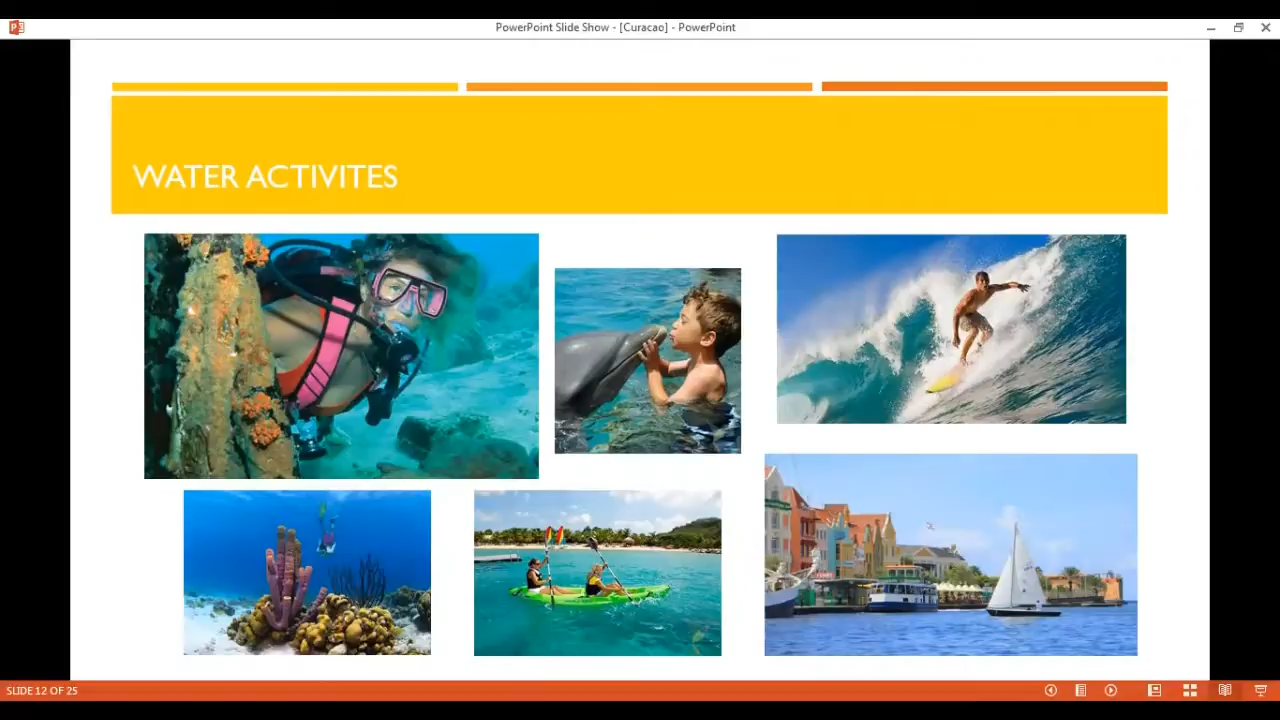 PowerPoint Slide Show - [Curacao] - PowerPoint
WATER ACTIVITES
SLIDE 12 OF 25